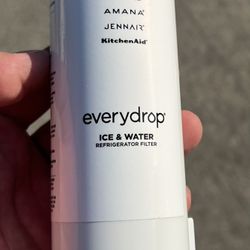 AMANA®
JENNAIR®
KitchenAid®
everydrop®
ICE & WATER
REFRIGERATOR FILTER